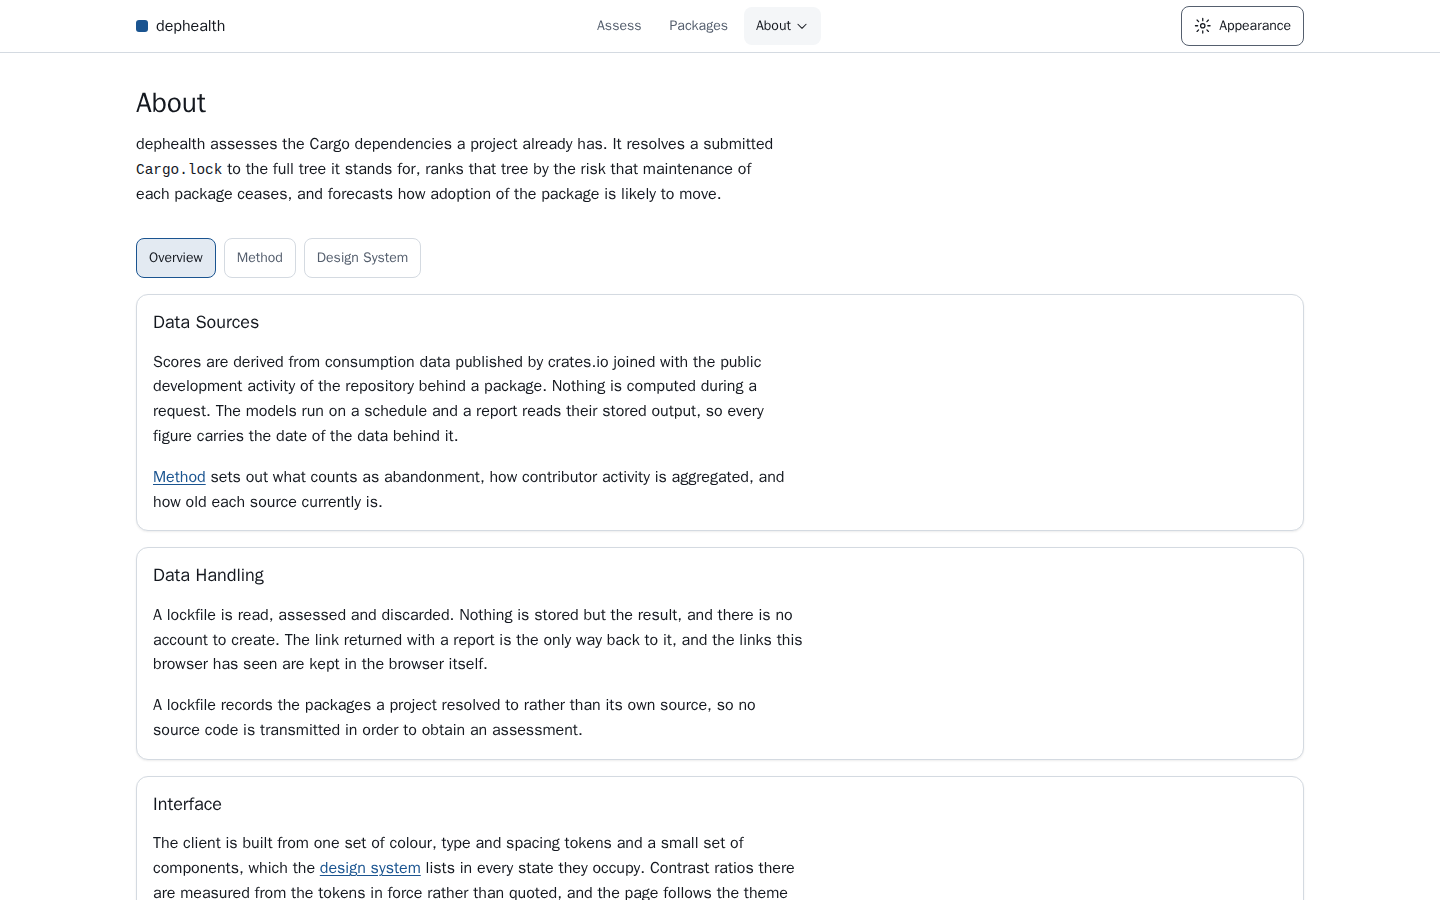 dephealth
Assess
Packages
About
Appearance
About
dephealth assesses the Cargo dependencies a project already has. It resolves a submitted
Cargo.lock to the full tree it stands for, ranks that tree by the risk that maintenance of
each package ceases, and forecasts how adoption of the package is likely to move.
Overview
Method
Design System
Data Sources
Scores are derived from consumption data published by crates.io joined with the public
development activity of the repository behind a package. Nothing is computed during a
request. The models run on a schedule and a report reads their stored output, so every
figure carries the date of the data behind it.
Method sets out what counts as abandonment, how contributor activity is aggregated, and
how old each source currently is.
Data Handling
A lockfile is read, assessed and discarded. Nothing is stored but the result, and there is no
account to create. The link returned with a report is the only way back to it, and the links this
browser has seen are kept in the browser itself.
A lockfile records the packages a project resolved to rather than its own source, so no
source code is transmitted in order to obtain an assessment.
Interface
The client is built from one set of colour, type and spacing tokens and a small set of
components, which the design system lists in every state they occupy. Contrast ratios there
are measured from the tokens in force rather than quoted, and the page follows the theme